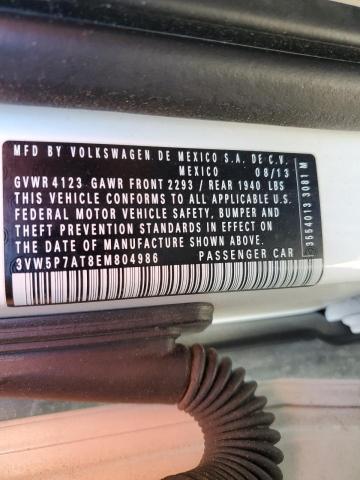 MFD BY VOLKSWAGEN DE MEXICO S.A. DE C.V.
MEXICO 08/13
GVWR 4123 GAWR FRONT 2293 / REAR 1940 LBS
THIS VEHICLE CONFORMS TO ALL APPLICABLE U.S.
FEDERAL MOTOR VEHICLE SAFETY, BUMPER AND
THEFT PREVENTION STANDARDS IN EFFECT ON
THE DATE OF MANUFACTURE SHOWN ABOVE.
3VW5P7AT8EM804986 PASSENGER CAR
3554013 3081 M